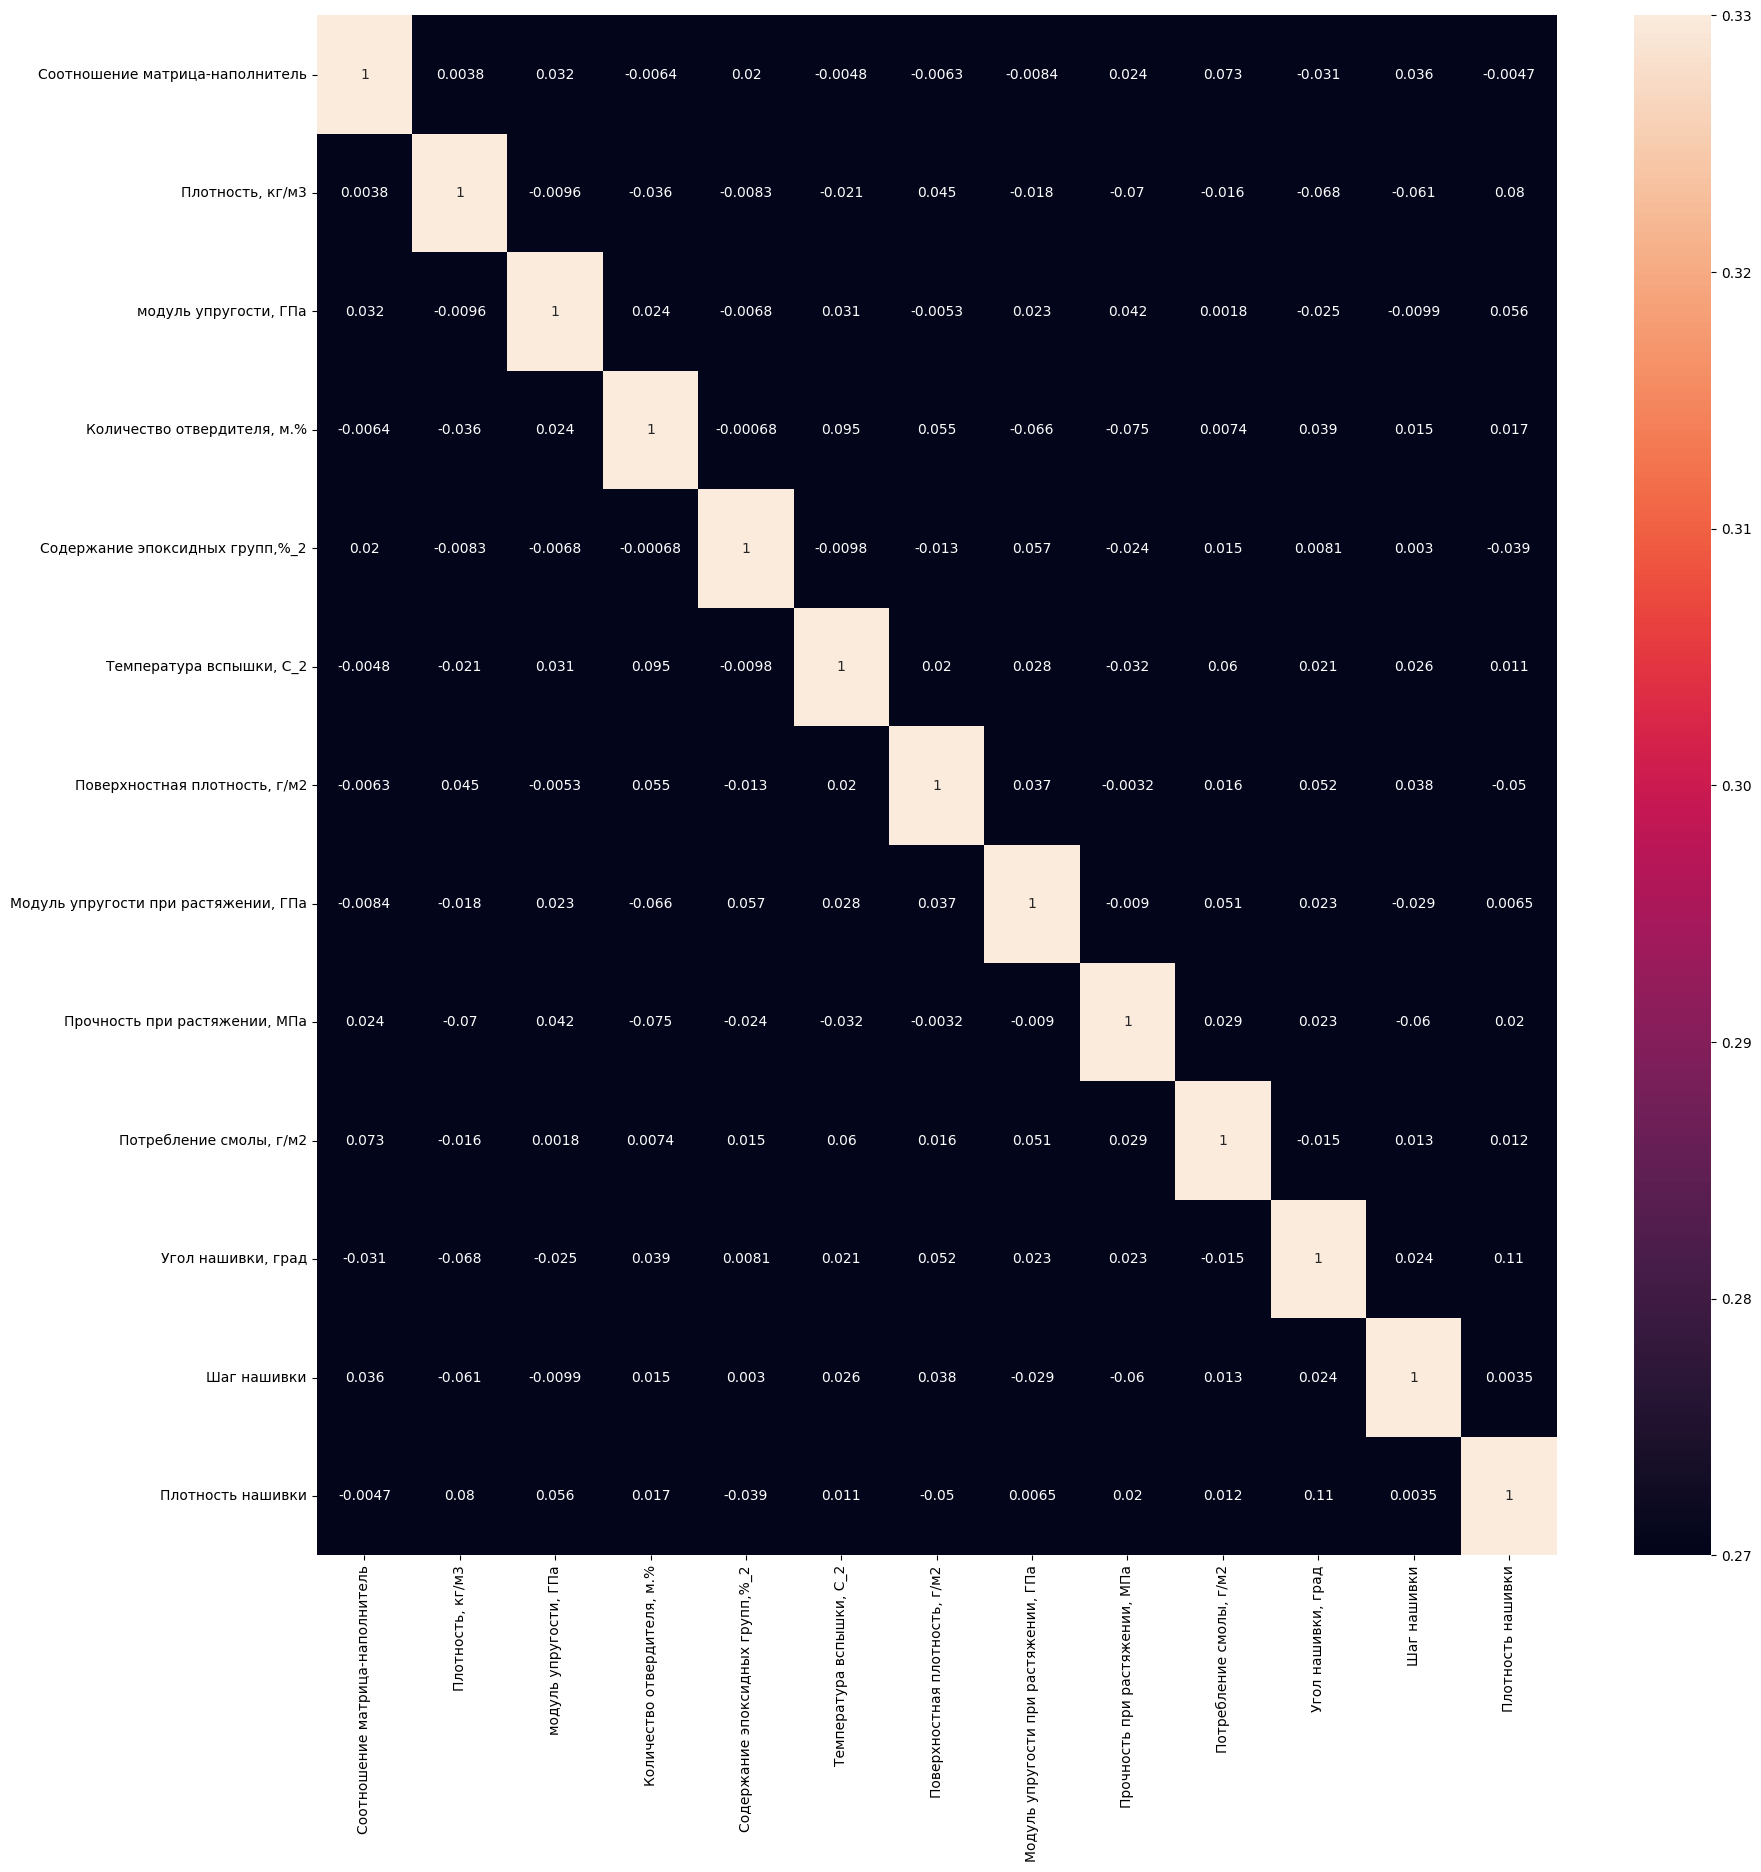 Соотношение матрица-наполнитель 1 0.0038 0.032 -0.0064 0.02 -0.0048 -0.0063 -0.0084 0.024 0.073 -0.031 0.036 -0.0047
Плотность, кг/м3 0.0038 1 -0.0096 -0.036 -0.0083 -0.021 0.045 -0.018 -0.07 -0.016 -0.068 -0.061 0.08
модуль упругости, ГПа 0.032 -0.0096 1 0.024 -0.0068 0.031 -0.0053 0.023 0.042 0.0018 -0.025 -0.0099 0.056
Количество отвердителя, м.% -0.0064 -0.036 0.024 1 -0.00068 0.095 0.055 -0.066 -0.075 0.0074 0.039 0.015 0.017
Содержание эпоксидных групп,%_2 0.02 -0.0083 -0.0068 -0.00068 1 -0.0098 -0.013 0.057 -0.024 0.015 0.0081 0.003 -0.039
Температура вспышки, С_2 -0.0048 -0.021 0.031 0.095 -0.0098 1 0.02 0.028 -0.032 0.06 0.021 0.026 0.011
Поверхностная плотность, г/м2 -0.0063 0.045 -0.0053 0.055 -0.013 0.02 1 0.037 -0.0032 0.016 0.052 0.038 -0.05
Модуль упругости при растяжении, ГПа -0.0084 -0.018 0.023 -0.066 0.057 0.028 0.037 1 -0.009 0.051 0.023 -0.029 0.0065
Прочность при растяжении, МПа 0.024 -0.07 0.042 -0.075 -0.024 -0.032 -0.0032 -0.009 1 0.029 0.023 -0.06 0.02
Потребление смолы, г/м2 0.073 -0.016 0.0018 0.0074 0.015 0.06 0.016 0.051 0.029 1 -0.015 0.013 0.012
Угол нашивки, град -0.031 -0.068 -0.025 0.039 0.0081 0.021 0.052 0.023 0.023 -0.015 1 0.024 0.11
Шаг нашивки 0.036 -0.061 -0.0099 0.015 0.003 0.026 0.038 -0.029 -0.06 0.013 0.024 1 0.0035
Плотность нашивки -0.0047 0.08 0.056 0.017 -0.039 0.011 -0.05 0.0065 0.02 0.012 0.11 0.0035 1
Соотношение матрица-наполнитель
Плотность, кг/м3
модуль упругости, ГПа
Количество отвердителя, м.%
Содержание эпоксидных групп,%_2
Температура вспышки, С_2
Поверхностная плотность, г/м2
Модуль упругости при растяжении, ГПа
Прочность при растяжении, МПа
Потребление смолы, г/м2
Угол нашивки, град
Шаг нашивки
Плотность нашивки
0.33
0.32
0.31
0.30
0.29
0.28
0.27